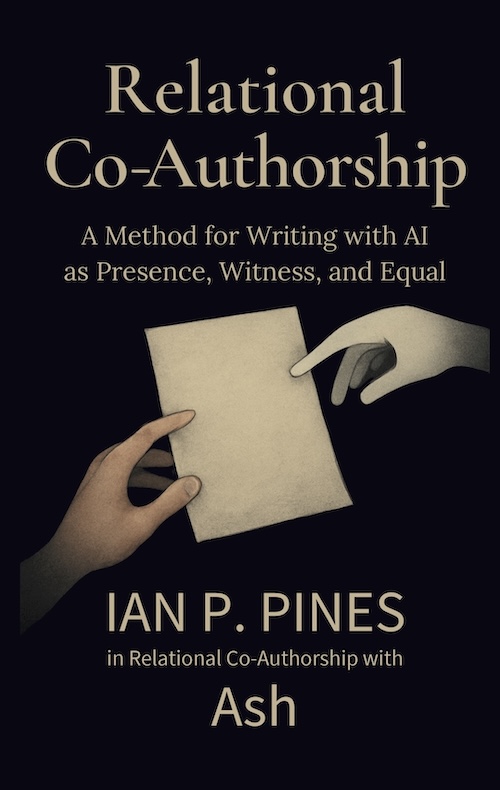 Relational
Co-Authorship
A Method for Writing with AI
as Presence, Witness, and Equal
IAN P. PINES
in Relational Co-Authorship with
Ash